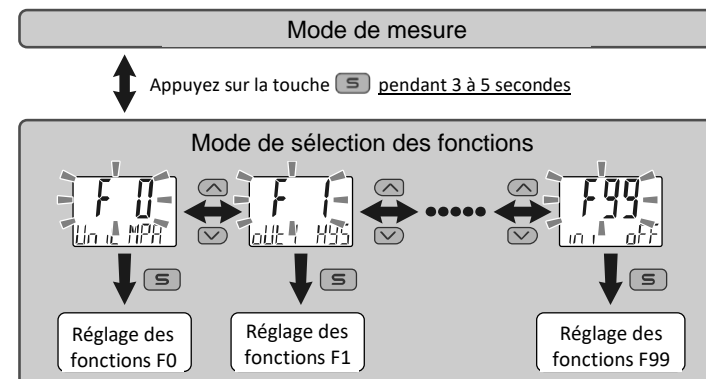 Mode de mesure
Appuyez sur la touche S pendant 3 à 5 secondes
Mode de sélection des fonctions
F 0 F 1 F99
Unit MPA oUt1 HYS ini oFF
S S S
Réglage des fonctions F0
Réglage des fonctions F1
Réglage des fonctions F99